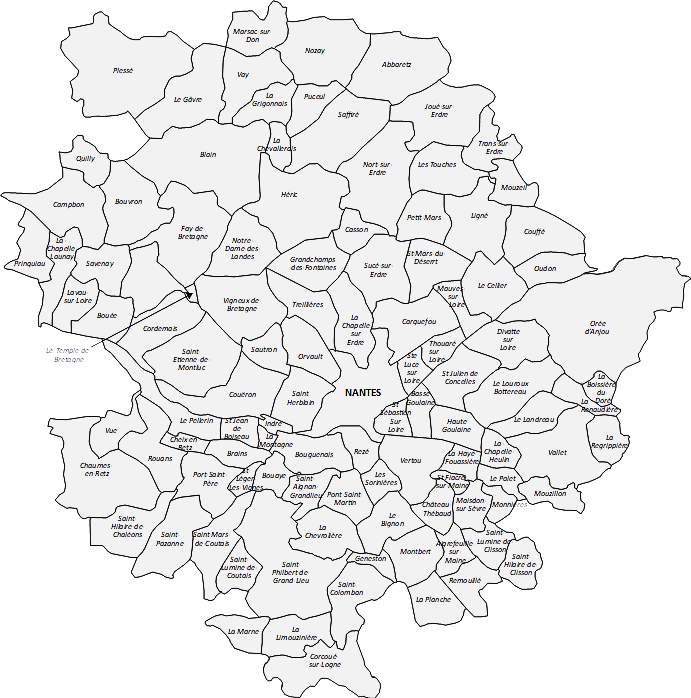 Marsac-sur-
Don
Nozay
Abbaretz
Plessé
Vay
Le Gâvre
La
Grigonnais
Puceul
Saffiré
Joué-sur-
Erdre
La
Chevallerais
Trans-sur-
Erdre
Quilly
Blain
Nort-sur-
Erdre
Les Touches
Mouzeil
Campbon
Bouvron
Héric
Petit Mars
Ligné
Couffé
Fay-de-
Bretagne
Casson
La
Chapelle
Launay
Notre-
Dame-des-
Landes
Prinquiau
Savenay
Grandchamps
des Fontaines
Sucé-sur-
Erdre
St Mars-du-
Désert
Oudon
Le Cellier
Lavau-
sur Loire
Vigneux-de-
Bretagne
Treillières
Mauves-
sur-
Loire
Bouée
La
Chapelle
sur
Erdre
Carquefou
Cordemais
Divatte
sur
Loire
Orée
d'Anjou
Le Temple de
Bretagne
Saint
Etienne-de-
Montluc
Sautron
Orvault
Thouaré
sur
Loire
Ste
Luce
sur
Loire
St Julien de
Concelles
La
Boissière
du
Doré
Couëron
Saint
Herblain
NANTES
Basse
Goulaine
Le Loroux
Bottereau
La
Renaudière
St
Sébastien
Sur
Loire
Vue
Le Pellerin
St Jean
de
Boiseau
Indre
La
Montagne
Haute
Goulaine
Le Landreau
Cheix en
Retz
La
Regrippière
Chaumes-
en Retz
Rouans
Brains
Bouguenais
Rezé
Vertou
La Haye
Fouassière
La
Chapelle-
Heulin
Vallet
Port Saint-
Père
St
Léger
Les Vignes
Bouaye
Saint
Aignan-
Grandlieu
Les
Sorinières
St Fiacre
sur Maine
Le Palet
Pont Saint-
Martin
Mouzillon
Château
Thébaud
Maisdon-
sur-Sèvre
Monnières
Saint
Hilaire de
Chaléons
Saint
Pazanne
Saint Mars-
de Coutais
La
Chevrolière
Le
Bignon
Saint
Lumine de
Clisson
Montbert
Aigrefeuille
sur
Maine
Geneston
Saint
Hilaire de
Clisson
Saint
Lumine de
Coutais
Saint
Philbert de
Grand Lieu
Saint
Colomban
Remouillé
La Planche
La Marne
La
Limouzinière
Corcoué
sur Logne